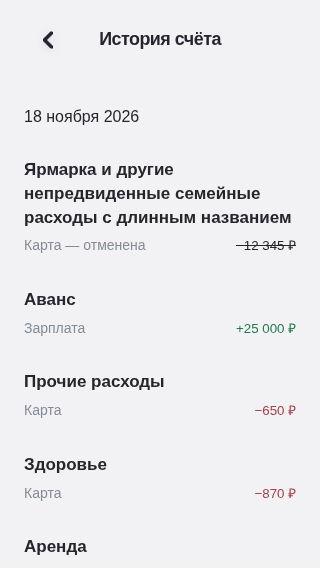 История счёта
18 ноября 2026
Ярмарка и другие
непредвиденные семейные
расходы с длинным названием
Карта — отменена −12 345 ₽
Аванс
Зарплата +25 000 ₽
Прочие расходы
Карта −650 ₽
Здоровье
Карта −870 ₽
Аренда